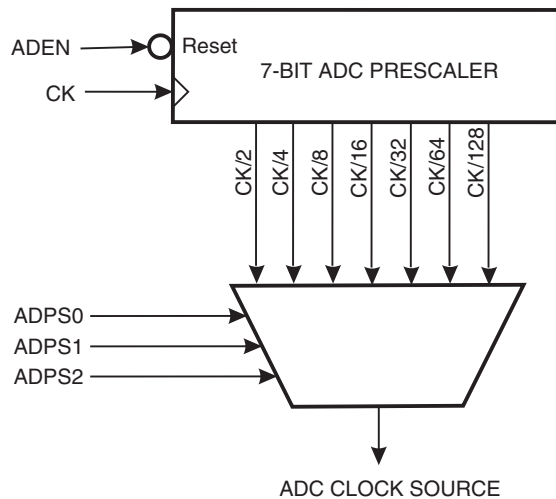 ADEN
Reset
7-BIT ADC PRESCALER
CK
CK/2
CK/4
CK/8
CK/16
CK/32
CK/64
CK/128
ADPS0
ADPS1
ADPS2
ADC CLOCK SOURCE